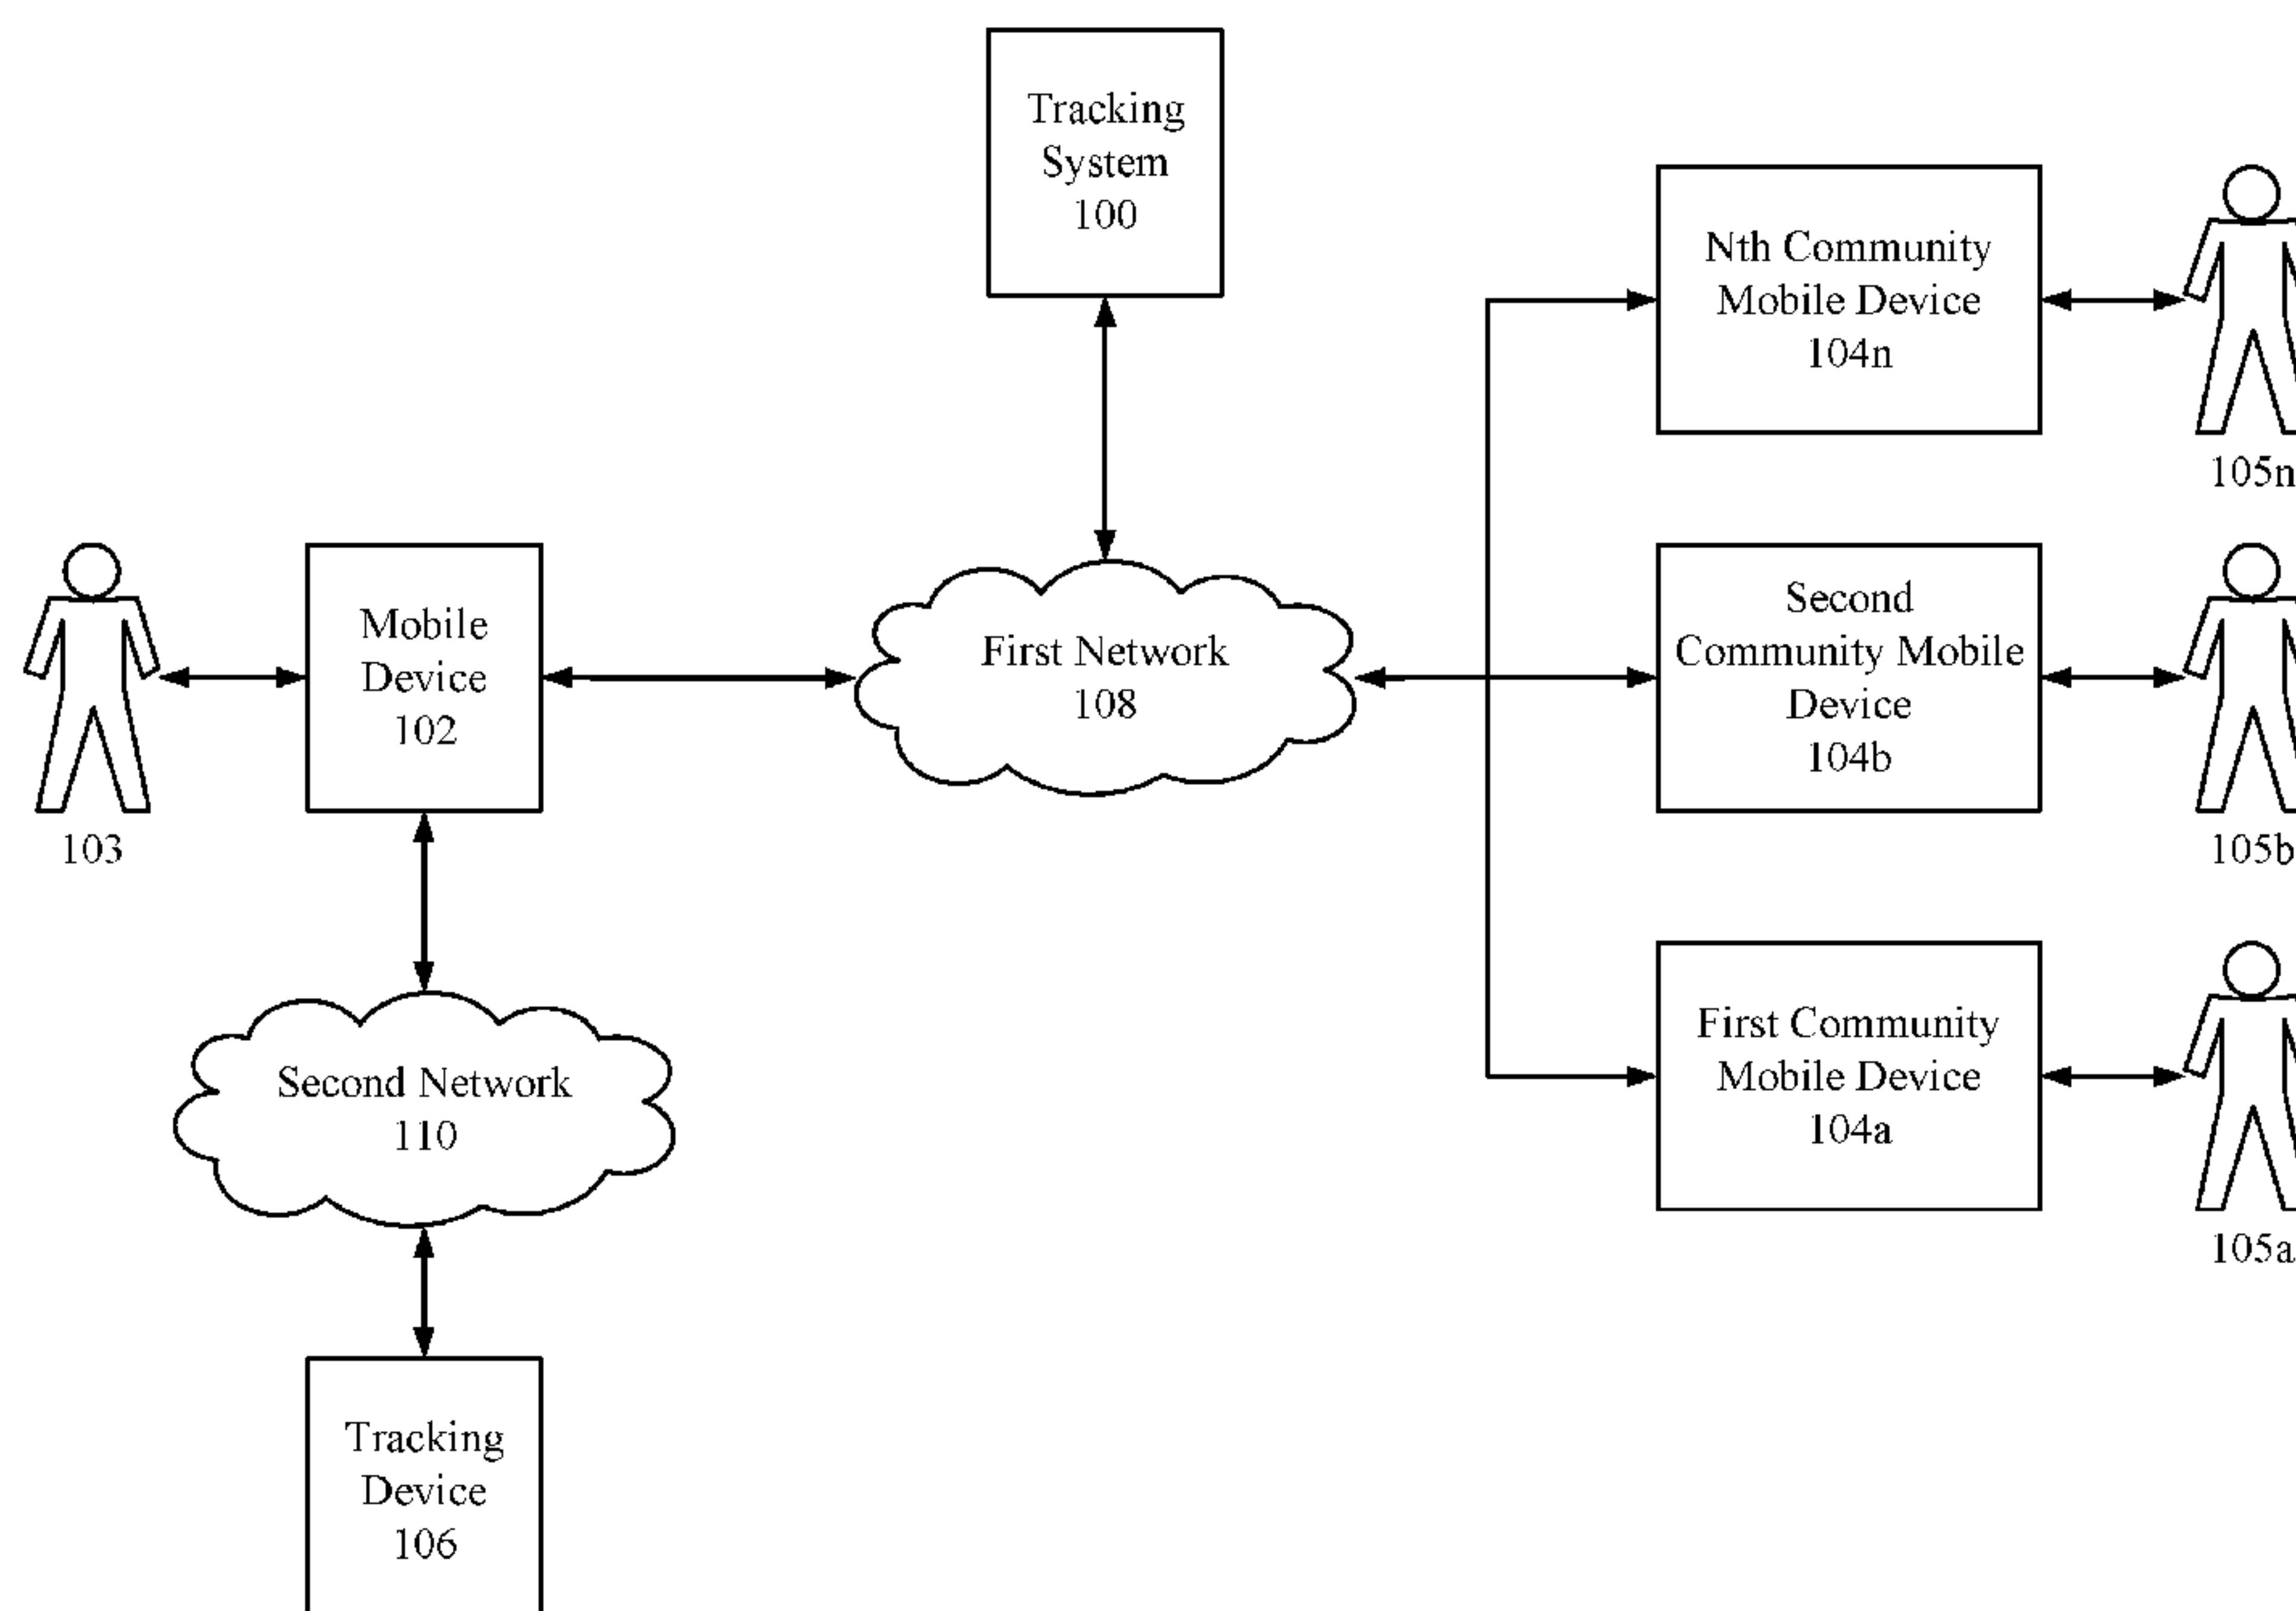 Tracking
System
100
Nth Community
Mobile Device
104n
105n
Mobile
Device
102
103
First Network
108
Second
Community Mobile
Device
104b
105b
Second Network
110
First Community
Mobile Device
104a
105a
Tracking
Device
106